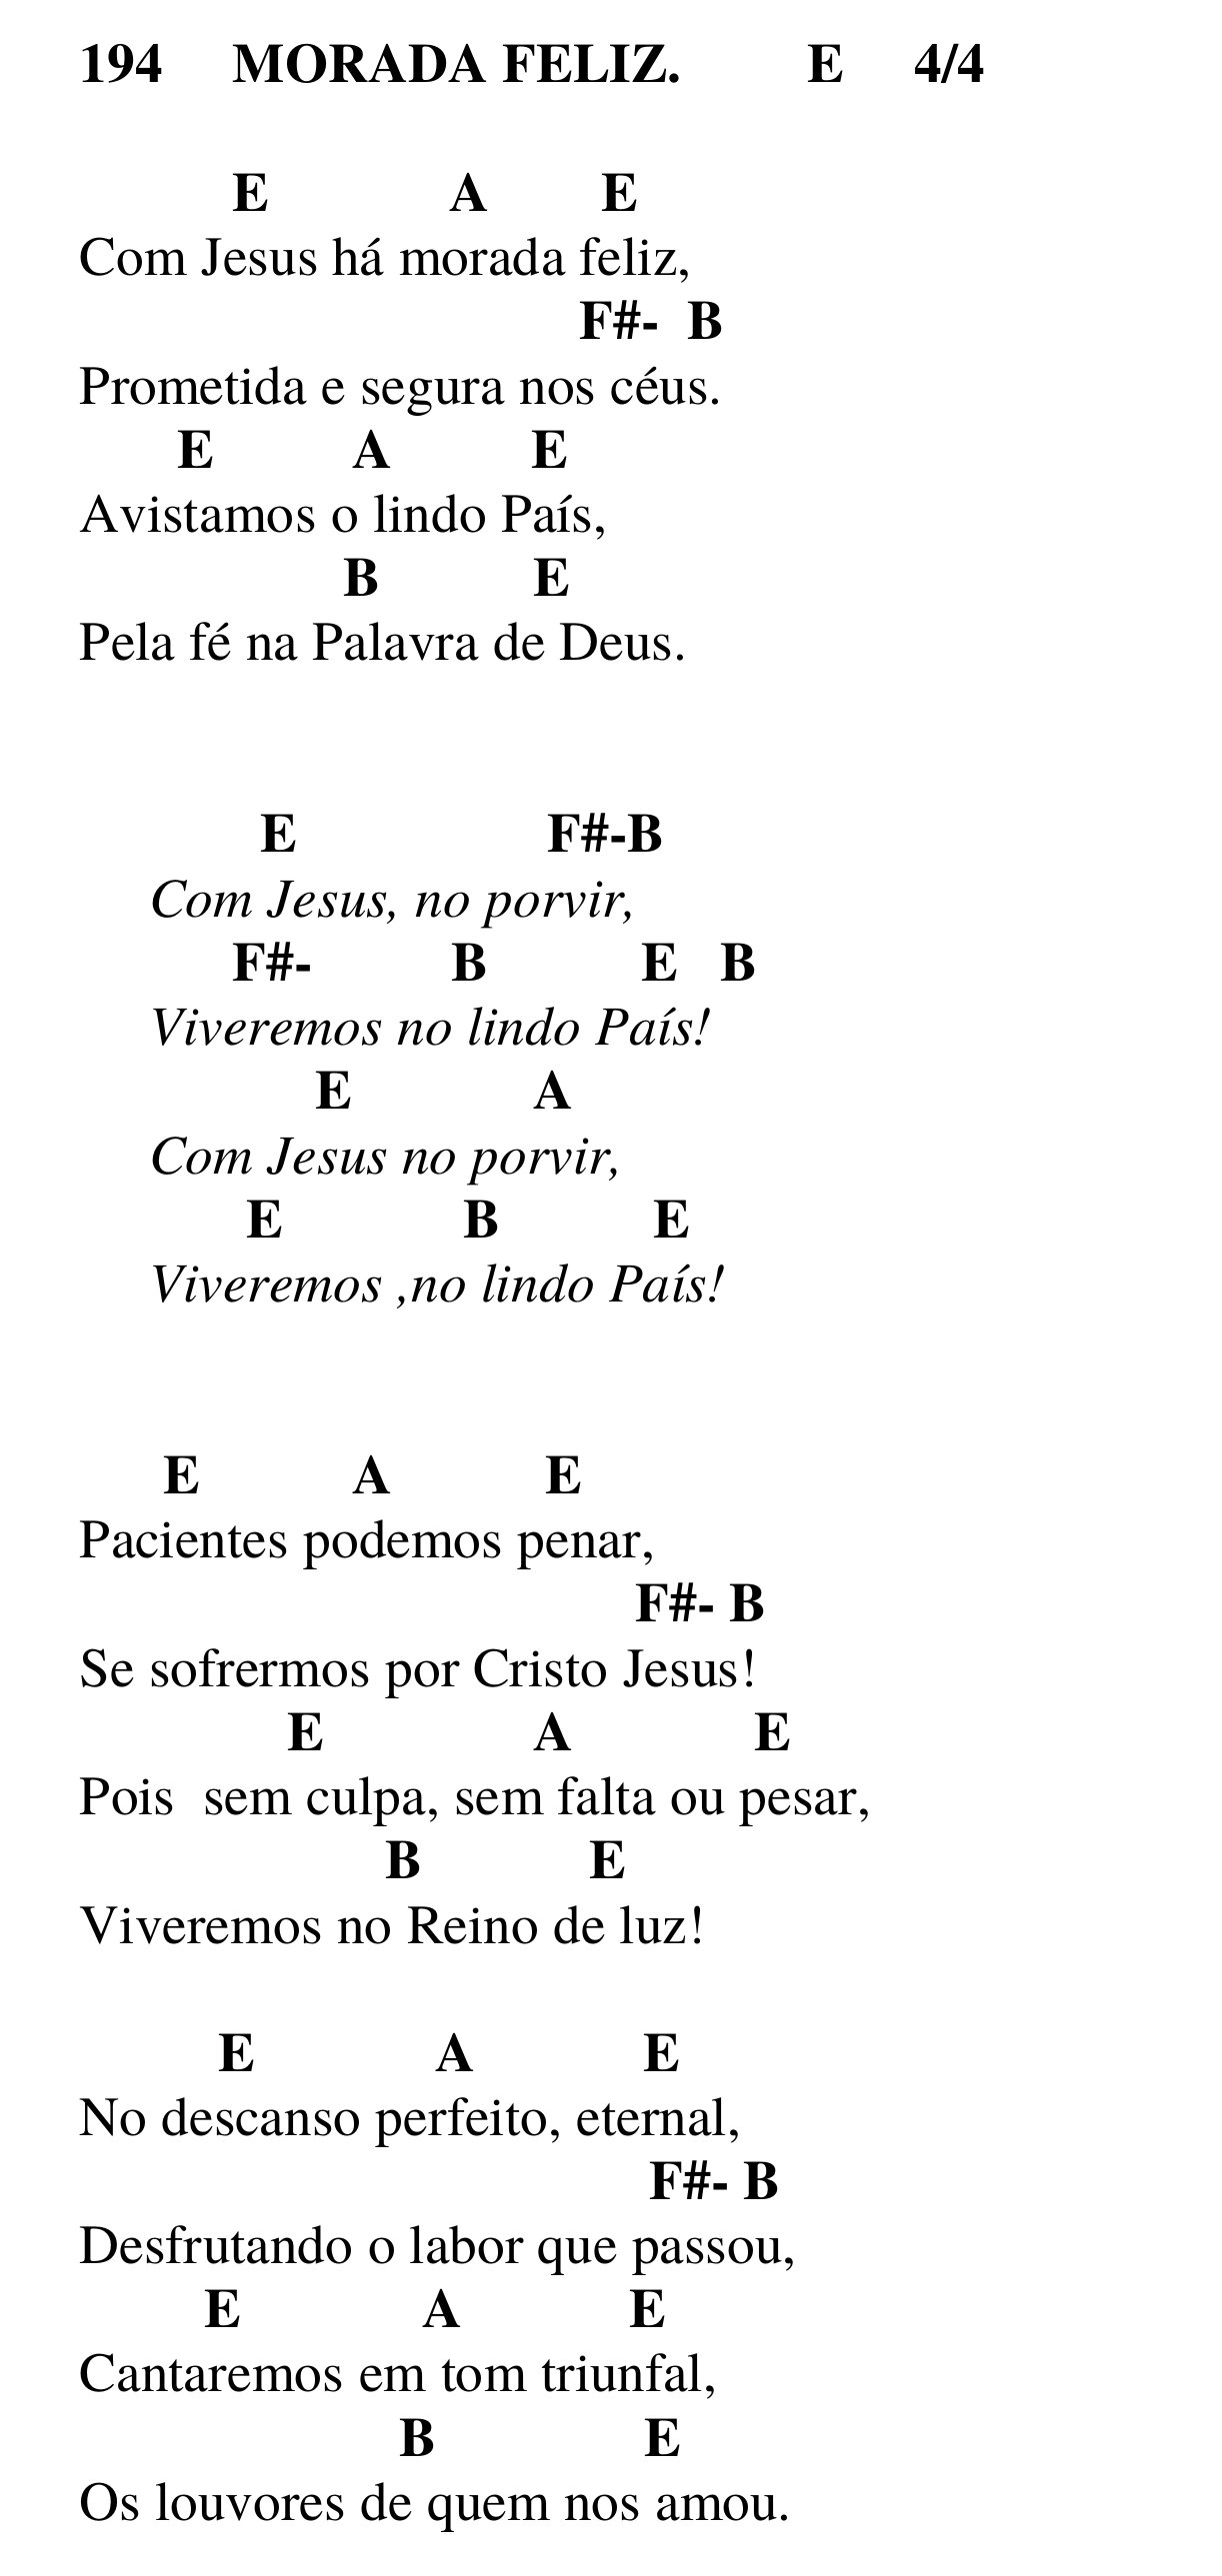 194 MORADA FELIZ. E 4/4
E A E
Com Jesus há morada feliz,
F#- B
Prometida e segura nos céus.
E A E
Avistamos o lindo País,
B E
Pela fé na Palavra de Deus.
E F#-B
Com Jesus, no porvir,
F#- B E B
Viveremos no lindo País!
E A
Com Jesus no porvir,
E B E
Viveremos ,no lindo País!
E A E
Pacientes podemos penar,
F#- B
Se sofrermos por Cristo Jesus!
E A E
Pois  sem culpa, sem falta ou pesar,
B E
Viveremos no Reino de luz!
E A E
No descanso perfeito, eternal,
F#- B
Desfrutando o labor que passou,
E A E
Cantaremos em tom triunfal,
B E
Os louvores de quem nos amou.